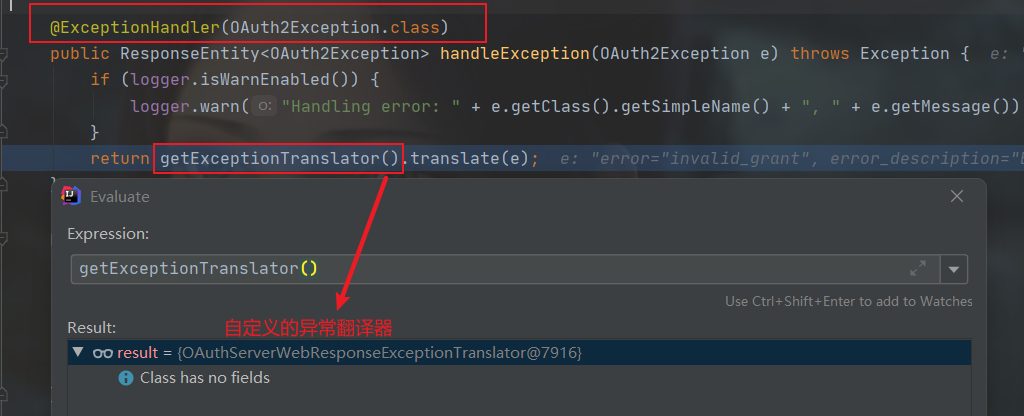 @ExceptionHandler(OAuth2Exception.class)
public ResponseEntity<OAuth2Exception> handleException(OAuth2Exception e) throws Exception {  e: "
if (logger.isWarnEnabled()) {
logger.warn( o: "Handling error: " + e.getClass().getSimpleName() + ", " + e.getMessage())
}
return getExceptionTranslator().translate(e);  e: "error="invalid_grant", error_description="
Evaluate
Expression:
getExceptionTranslator()
Use Ctrl+Shift+Enter to add to Watches
Result:
自定义的异常翻译器
result = {OAuthServerWebResponseExceptionTranslator@7916}
Class has no fields